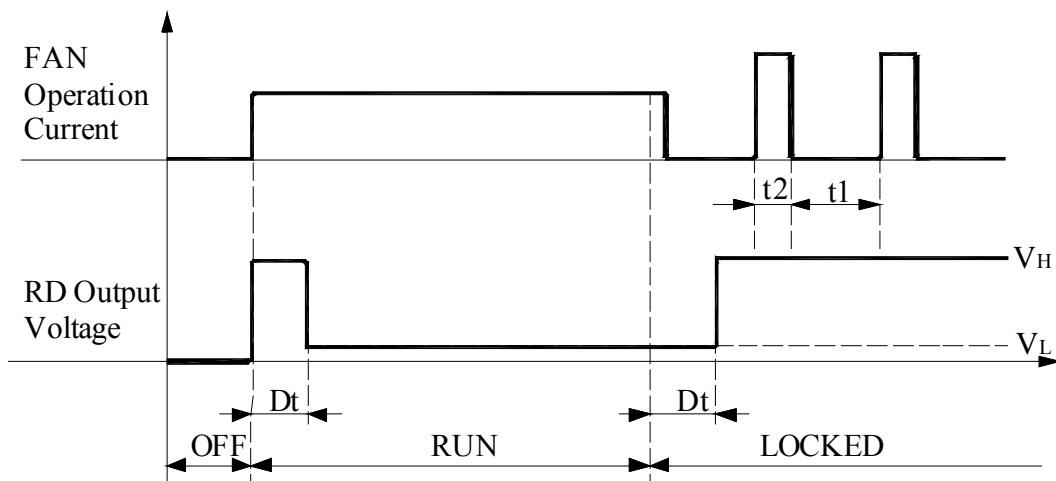 FAN
Operation
Current
t2
t1
RD Output
Voltage
VH
VL
Dt
Dt
OFF
RUN
LOCKED